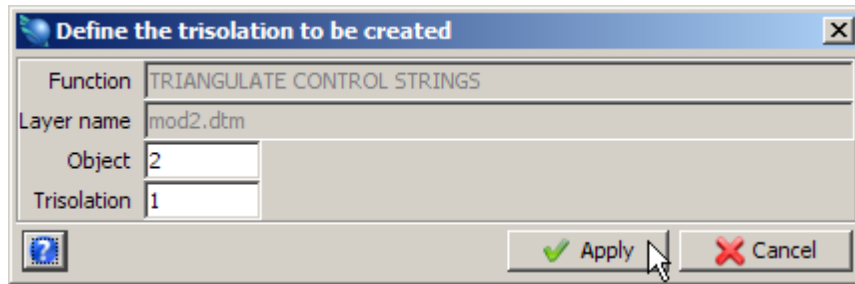 Define the trisolation to be created
Function TRIANGULATE CONTROL STRINGS
Layer name mod2.dtm
Object 2
Trisolation 1
? Apply Cancel